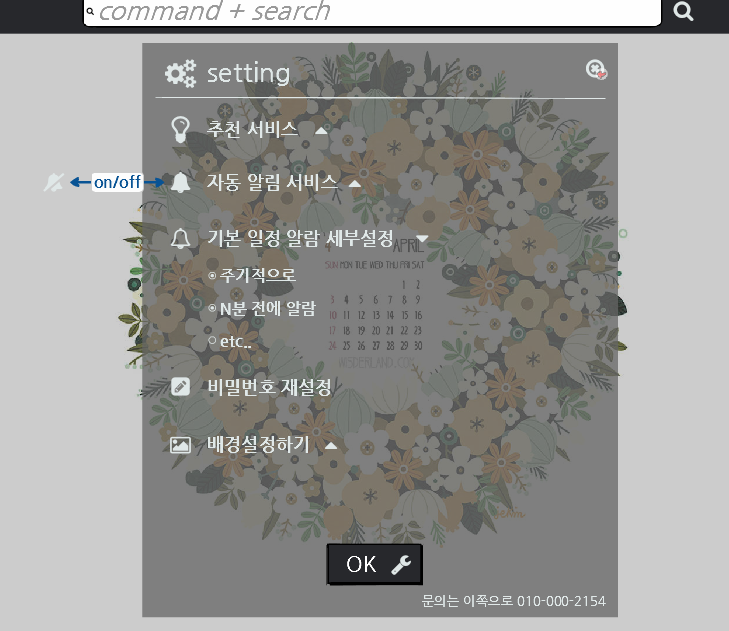 command + search
setting
추천 서비스
on/off
자동 알림 서비스
기본 일정 알람 세부설정
4 APRIL
SUN MON TUE WED THU FRI SAT
1 2
주기적으로
3 4 5 6 7 8 9
N분 전에 알람
10 11 12 13 14 15 16
17 18 19 20 21 22 23
etc..
24 25 26 27 28 29 30
비밀번호 재설정
배경설정하기
OK
문의는 이쪽으로 010-000-2154